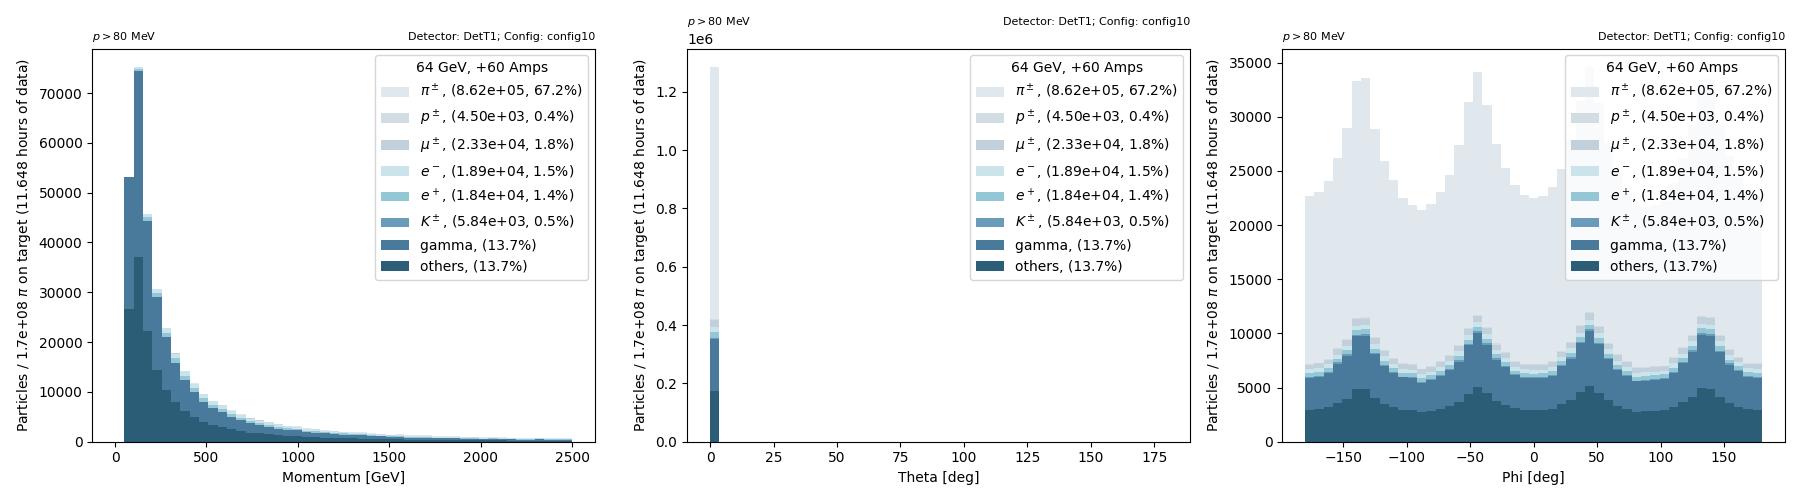 p > 80 MeV
Detector: DetT1; Config: config10
Particles / 1.7e+08 π on target (11.648 hours of data)
70000
60000
50000
40000
30000
20000
10000
0
64 GeV, +60 Amps
π±, (8.62e+05, 67.2%)
p±, (4.50e+03, 0.4%)
μ±, (2.33e+04, 1.8%)
e−, (1.89e+04, 1.5%)
e+, (1.84e+04, 1.4%)
K±, (5.84e+03, 0.5%)
gamma, (13.7%)
others, (13.7%)
0 500 1000 1500 2000 2500
Momentum [GeV]
p > 80 MeV
Detector: DetT1; Config: config10
1e6
Particles / 1.7e+08 π on target (11.648 hours of data)
1.2
1.0
0.8
0.6
0.4
0.2
0.0
64 GeV, +60 Amps
π±, (8.62e+05, 67.2%)
p±, (4.50e+03, 0.4%)
μ±, (2.33e+04, 1.8%)
e−, (1.89e+04, 1.5%)
e+, (1.84e+04, 1.4%)
K±, (5.84e+03, 0.5%)
gamma, (13.7%)
others, (13.7%)
0 25 50 75 100 125 150 175
Theta [deg]
p > 80 MeV
Detector: DetT1; Config: config10
Particles / 1.7e+08 π on target (11.648 hours of data)
35000
30000
25000
20000
15000
10000
5000
0
64 GeV, +60 Amps
π±, (8.62e+05, 67.2%)
p±, (4.50e+03, 0.4%)
μ±, (2.33e+04, 1.8%)
e−, (1.89e+04, 1.5%)
e+, (1.84e+04, 1.4%)
K±, (5.84e+03, 0.5%)
gamma, (13.7%)
others, (13.7%)
−150 −100 −50 0 50 100 150
Phi [deg]